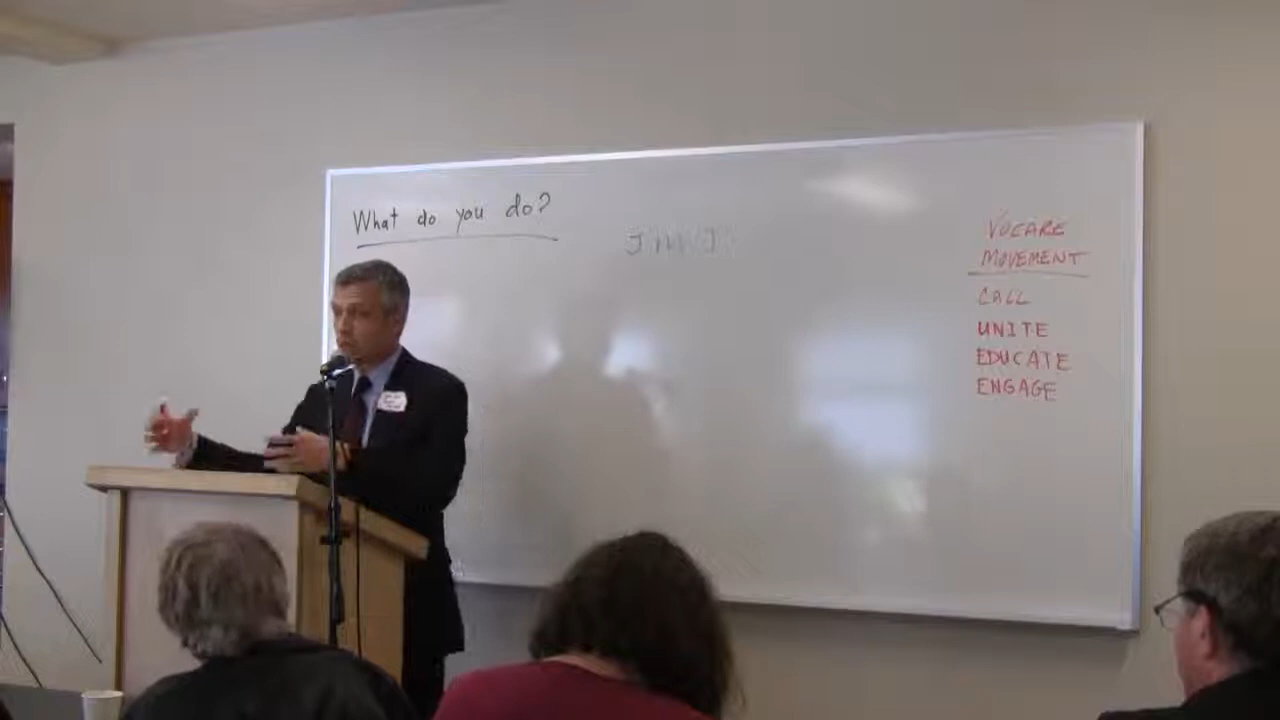 What do you do?
VOCARE
MOVEMENT
CALL
UNITE
EDUCATE
ENGAGE